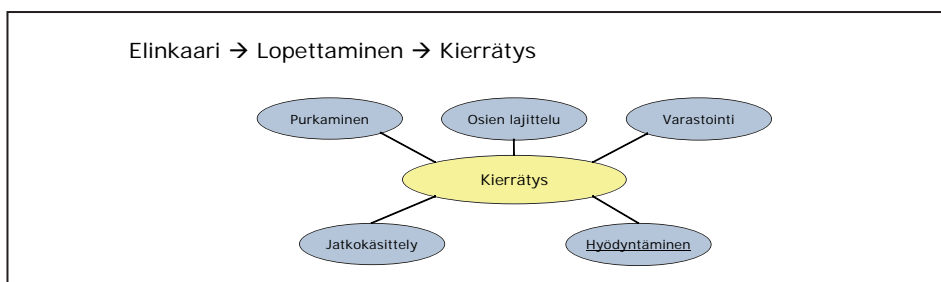 Elinkaari → Lopettaminen → Kierrätys
Purkaminen
Osien lajittelu
Varastointi
Kierrätys
Jatkokäsittely
Hyödyntäminen